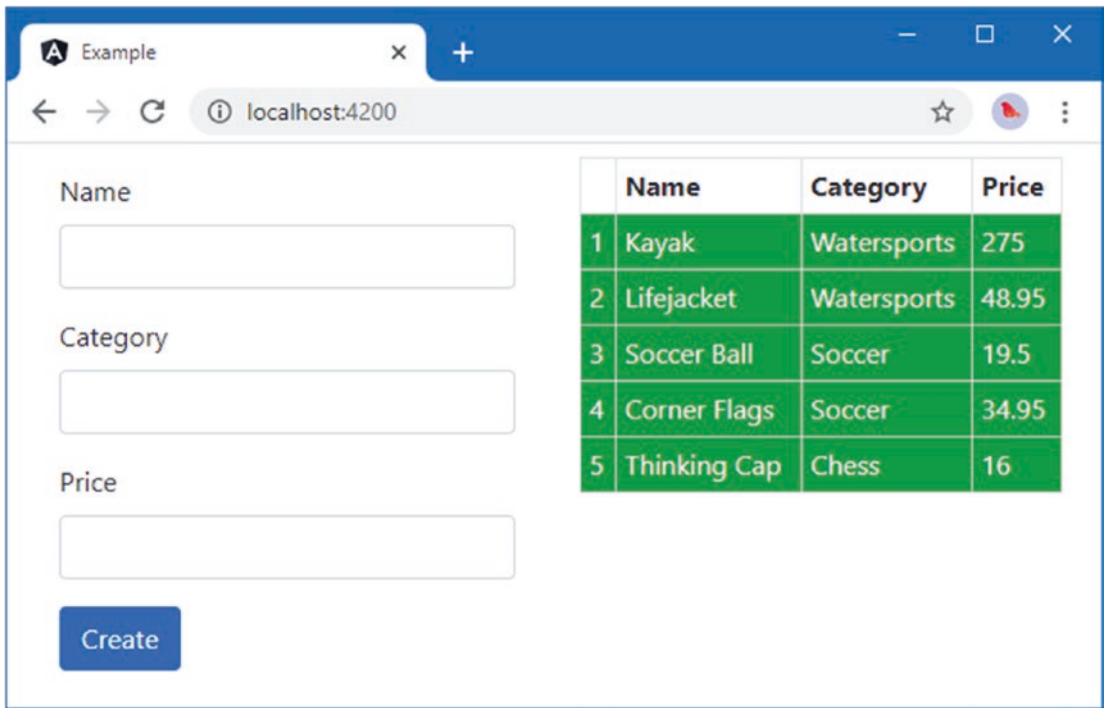 Example
localhost:4200
Name
Category
Price
Create
Name Category Price
1 Kayak Watersports 275
2 Lifejacket Watersports 48.95
3 Soccer Ball Soccer 19.5
4 Corner Flags Soccer 34.95
5 Thinking Cap Chess 16